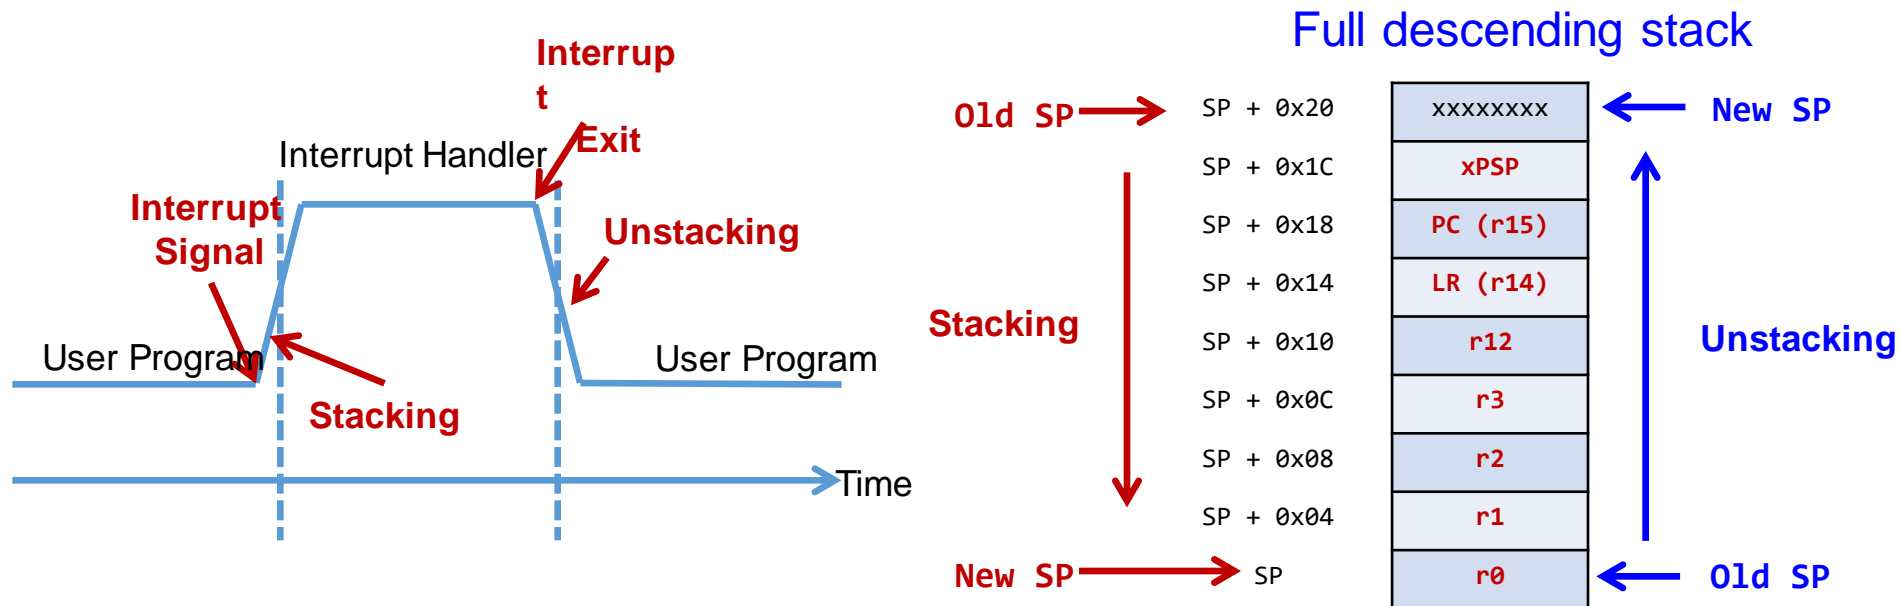 Interrup
t
Exit
Interrupt Handler
Interrupt
Signal
Unstacking
User Program
User Program
Stacking
Time
Full descending stack
Old SP
SP + 0x20
xxxxxxxx
New SP
SP + 0x1C
xPSP
SP + 0x18
PC (r15)
SP + 0x14
LR (r14)
Stacking
SP + 0x10
r12
Unstacking
SP + 0x0C
r3
SP + 0x08
r2
SP + 0x04
r1
New SP
SP
r0
Old SP